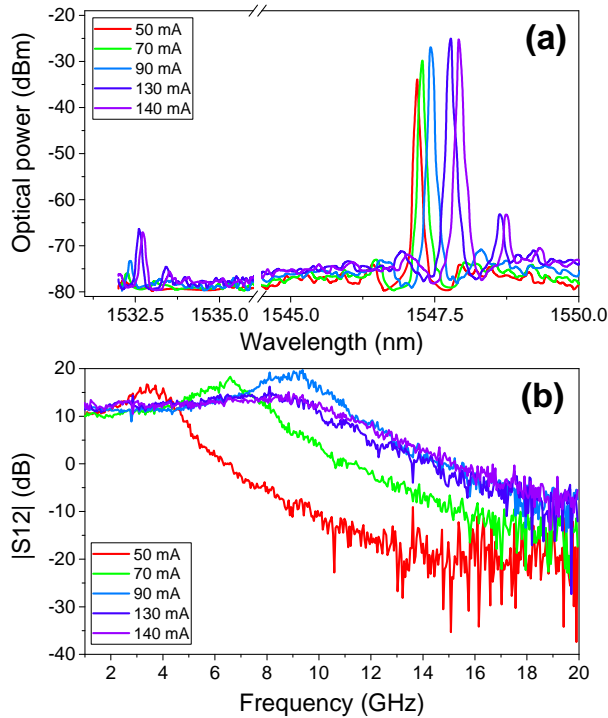 (a)
50 mA
70 mA
90 mA
130 mA
140 mA
Optical power (dBm)
-20
-30
-40
-50
-60
-70
-80
1532.5
1535.0
1545.0
1547.5
1550.0
Wavelength (nm)
(b)
|S12| (dB)
20
10
0
-10
-20
-30
-40
50 mA
70 mA
90 mA
130 mA
140 mA
2
4
6
8
10
12
14
16
18
20
Frequency (GHz)